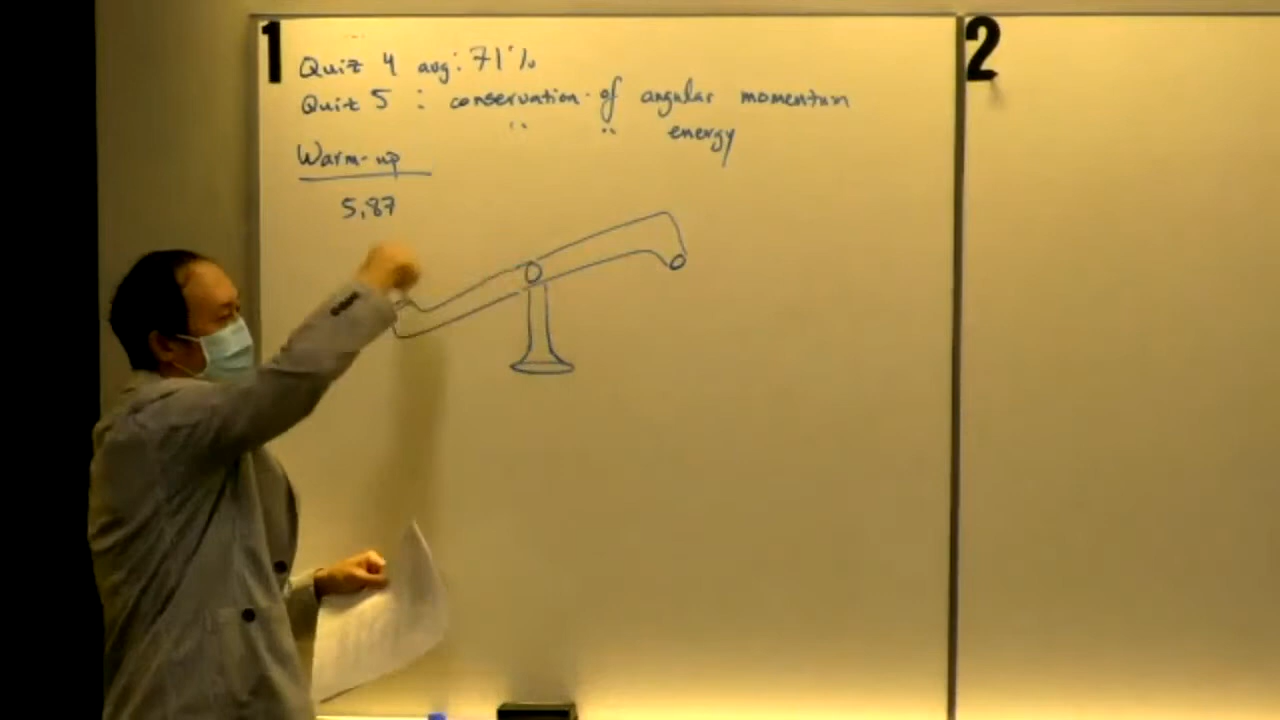 1
Quiz 4 avg: 71%
Quiz 5 : conservation of angular momentum
" " energy
Warm-up
5.87
2